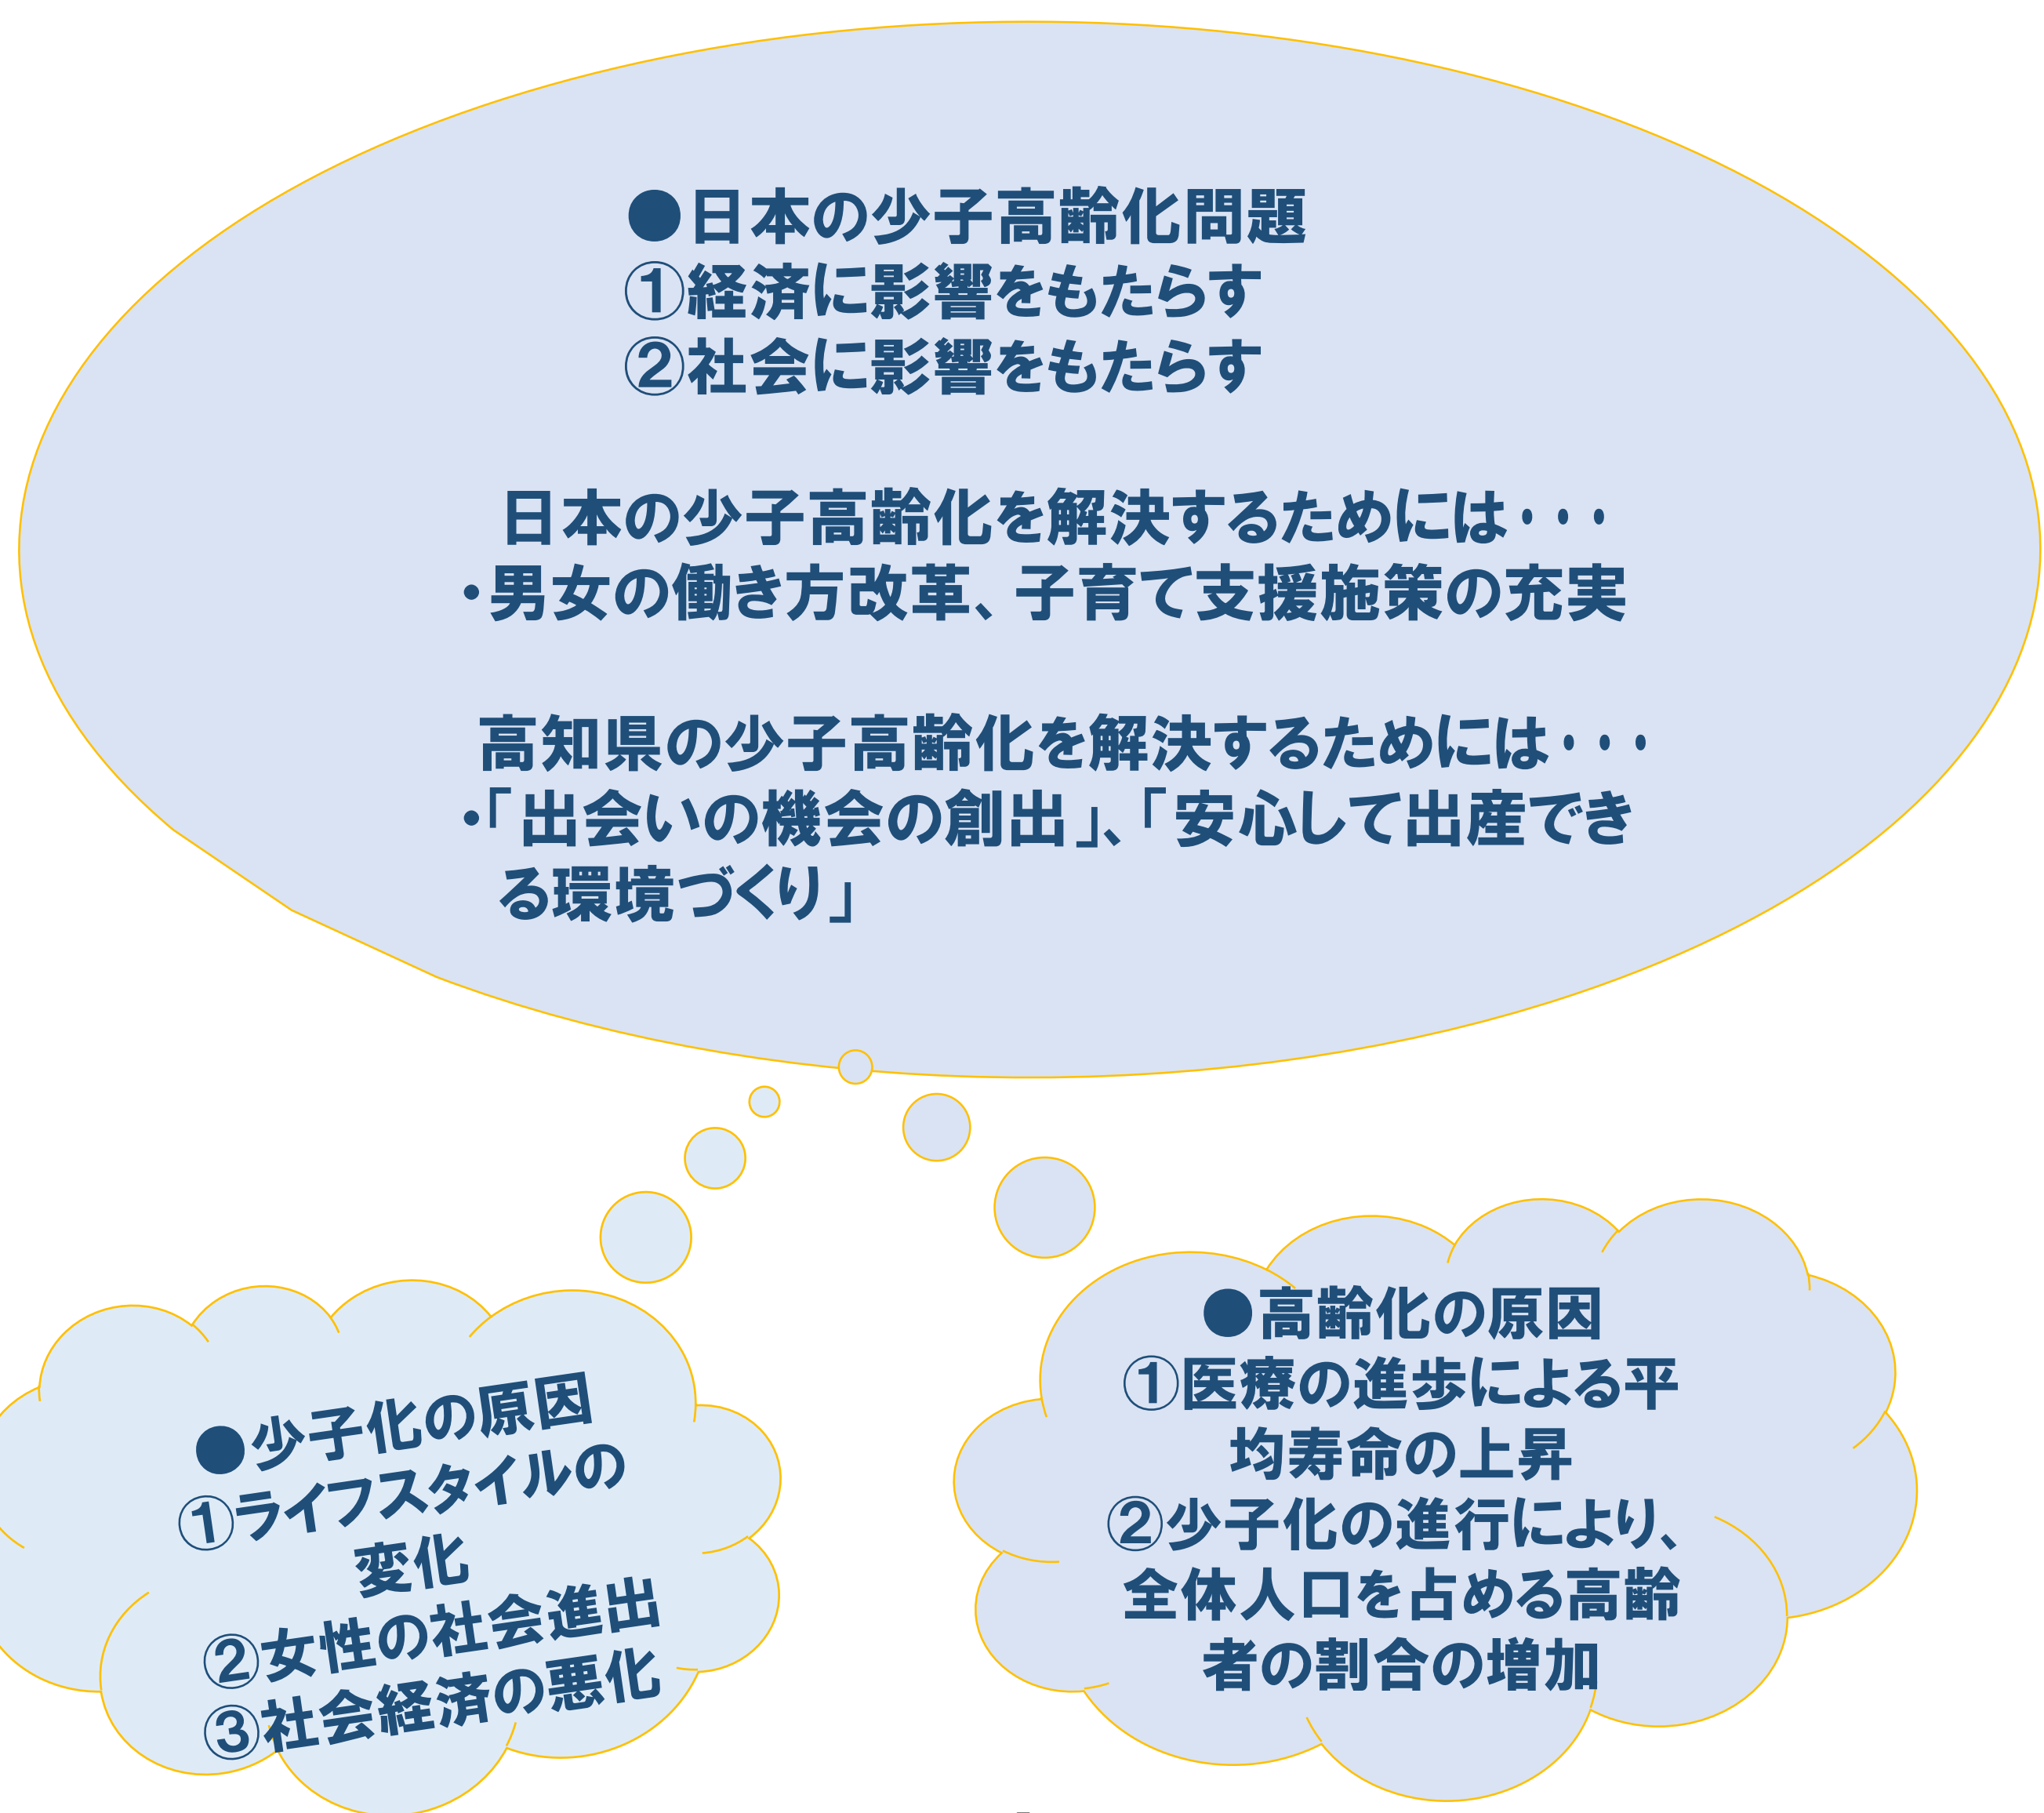 ●日本の少子高齢化問題
①経済に影響をもたらす
②社会に影響をもたらす
日本の少子高齢化を解決するためには・・・
・男女の働き方改革、子育て支援施策の充実
高知県の少子高齢化を解決するためには・・・
・「出会いの機会の創出」、「安心して出産でき
る環境づくり」
●少子化の原因
①ライフスタイルの
変化
②女性の社会進出
③社会経済の悪化
●高齢化の原因
①医療の進歩による平
均寿命の上昇
②少子化の進行により、
全体人口を占める高齢
者の割合の増加